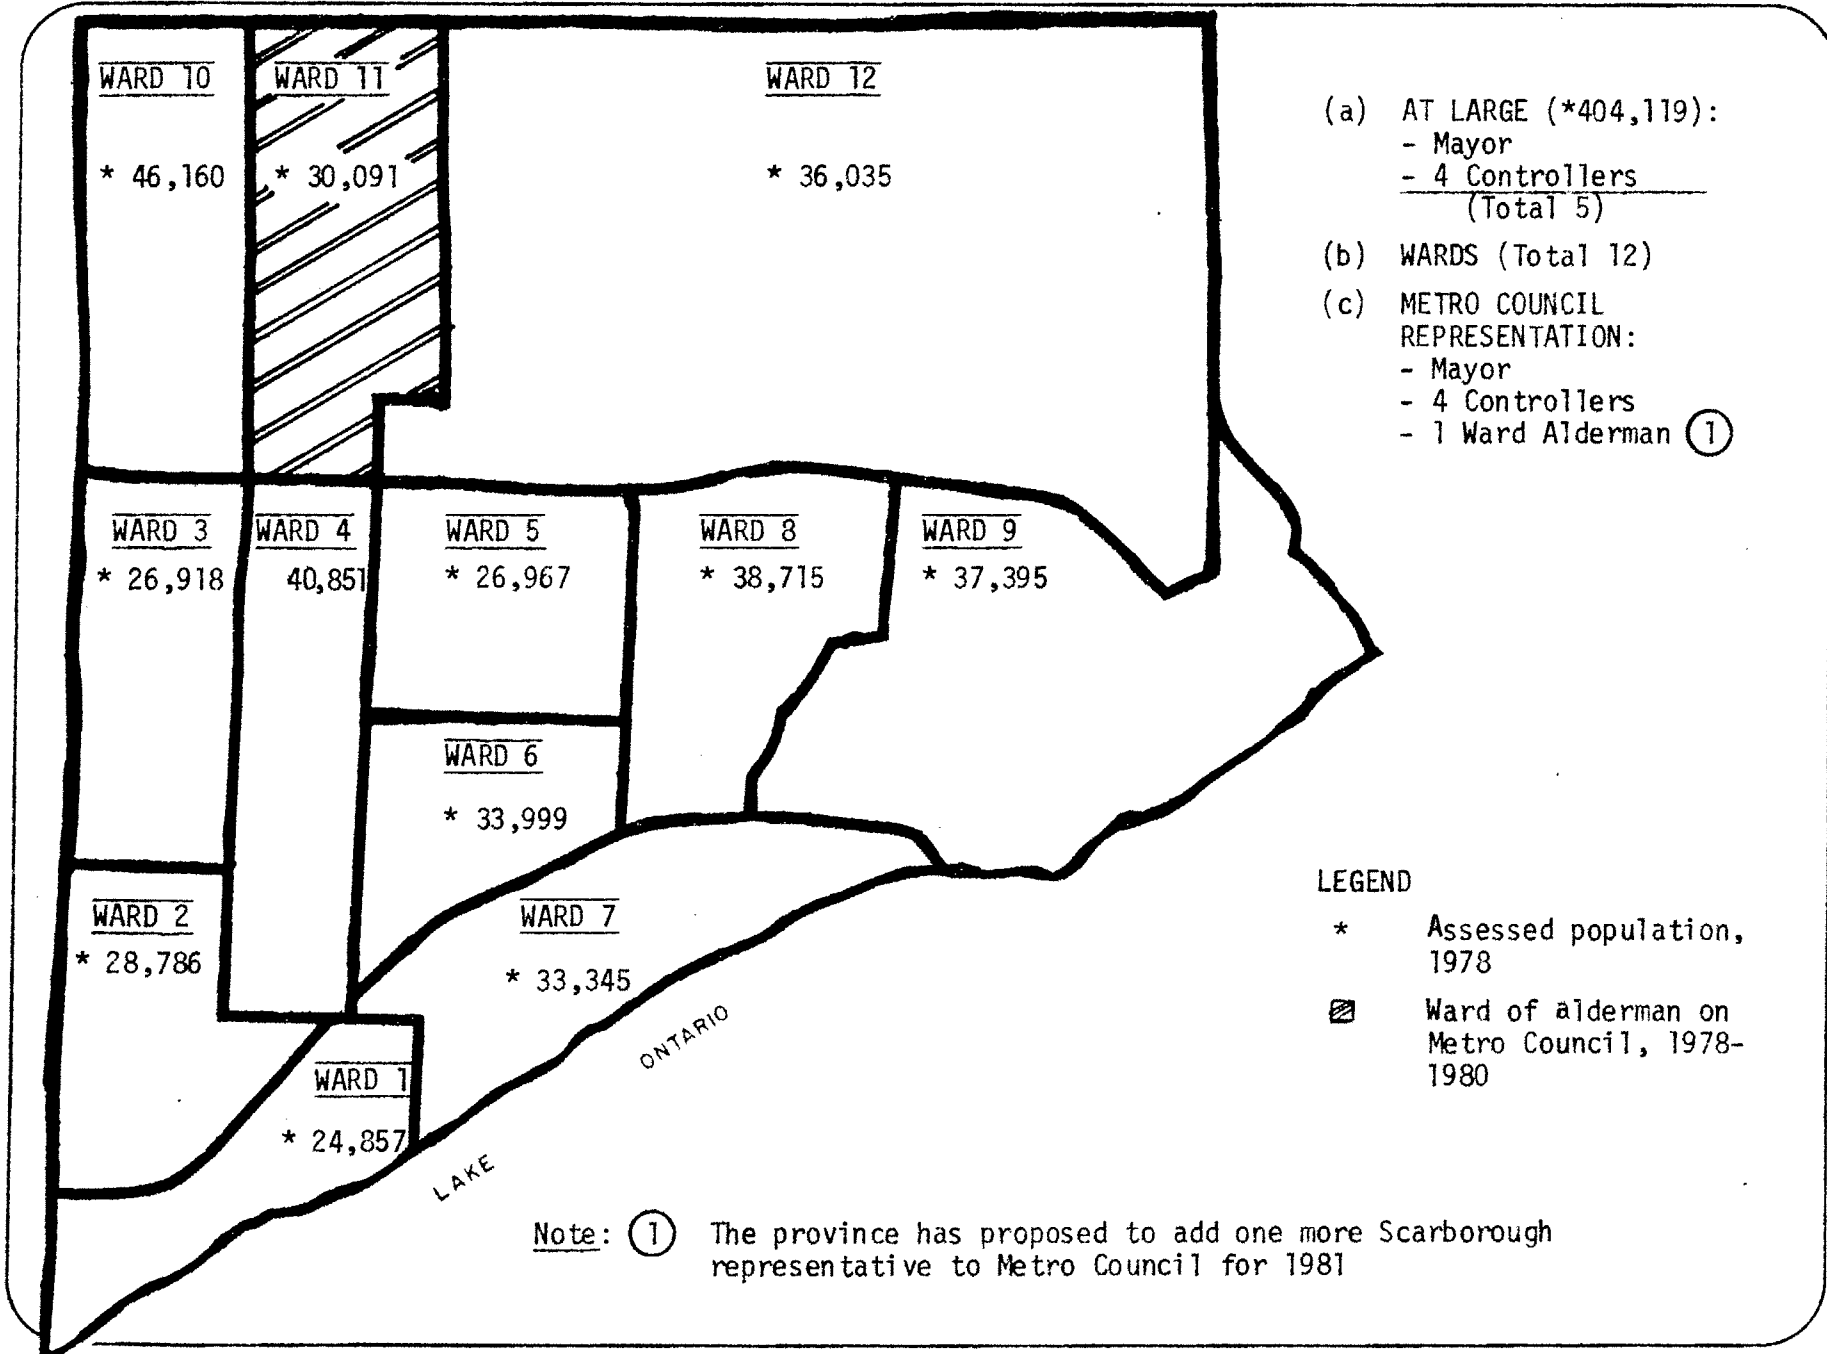 WARD 10
* 46,160
WARD 11
* 30,091
WARD 12
* 36,035
(a) AT LARGE (*404,119):
- Mayor
- 4 Controllers
(Total 5)
(b) WARDS (Total 12)
(c) METRO COUNCIL
REPRESENTATION:
- Mayor
- 4 Controllers
- 1 Ward Alderman 1
WARD 3
* 26,918
WARD 4
40,851
WARD 5
* 26,967
WARD 8
* 38,715
WARD 9
* 37,395
WARD 6
* 33,999
WARD 2
* 28,786
WARD 7
* 33,345
WARD 1
* 24,857
LAKE ONTARIO
LEGEND
* Assessed population,
1978
Ward of alderman on
Metro Council, 1978-
1980
Note: 1 The province has proposed to add one more Scarborough
representative to Metro Council for 1981